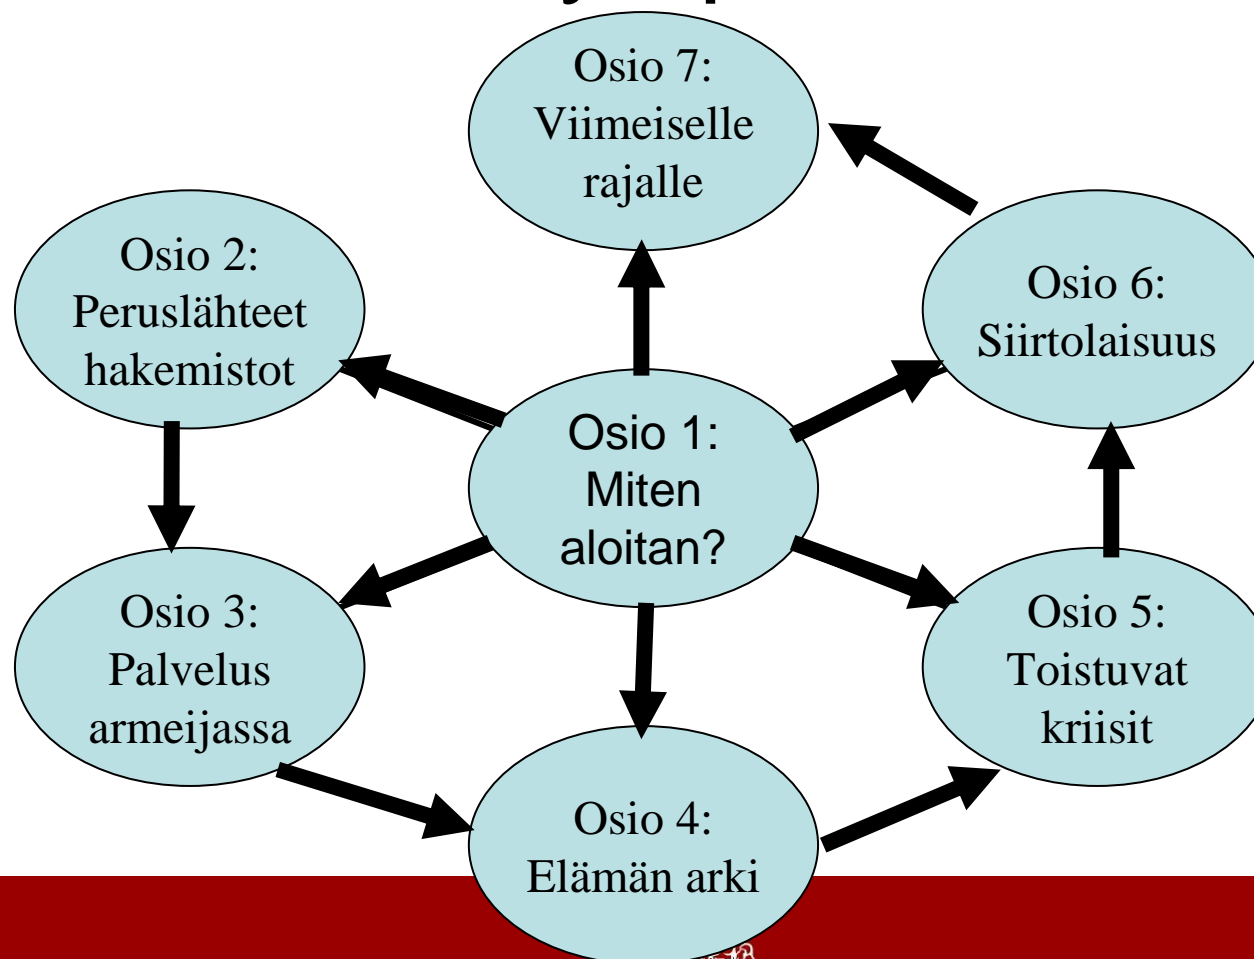 Osio 7:
Viimeiselle
rajalle
Osio 2:
Peruslähteet
hakemistot
Osio 6:
Siirtolaisuus
Osio 1:
Miten
aloitan?
Osio 3:
Palvelus
armeijassa
Osio 5:
Toistuvat
kriisit
Osio 4:
Elämän arki